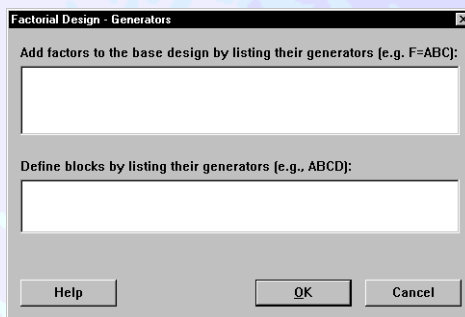 Factorial Design - Generators
Add factors to the base design by listing their generators (e.g. F=ABC):
Define blocks by listing their generators (e.g., ABCD):
Help OK Cancel